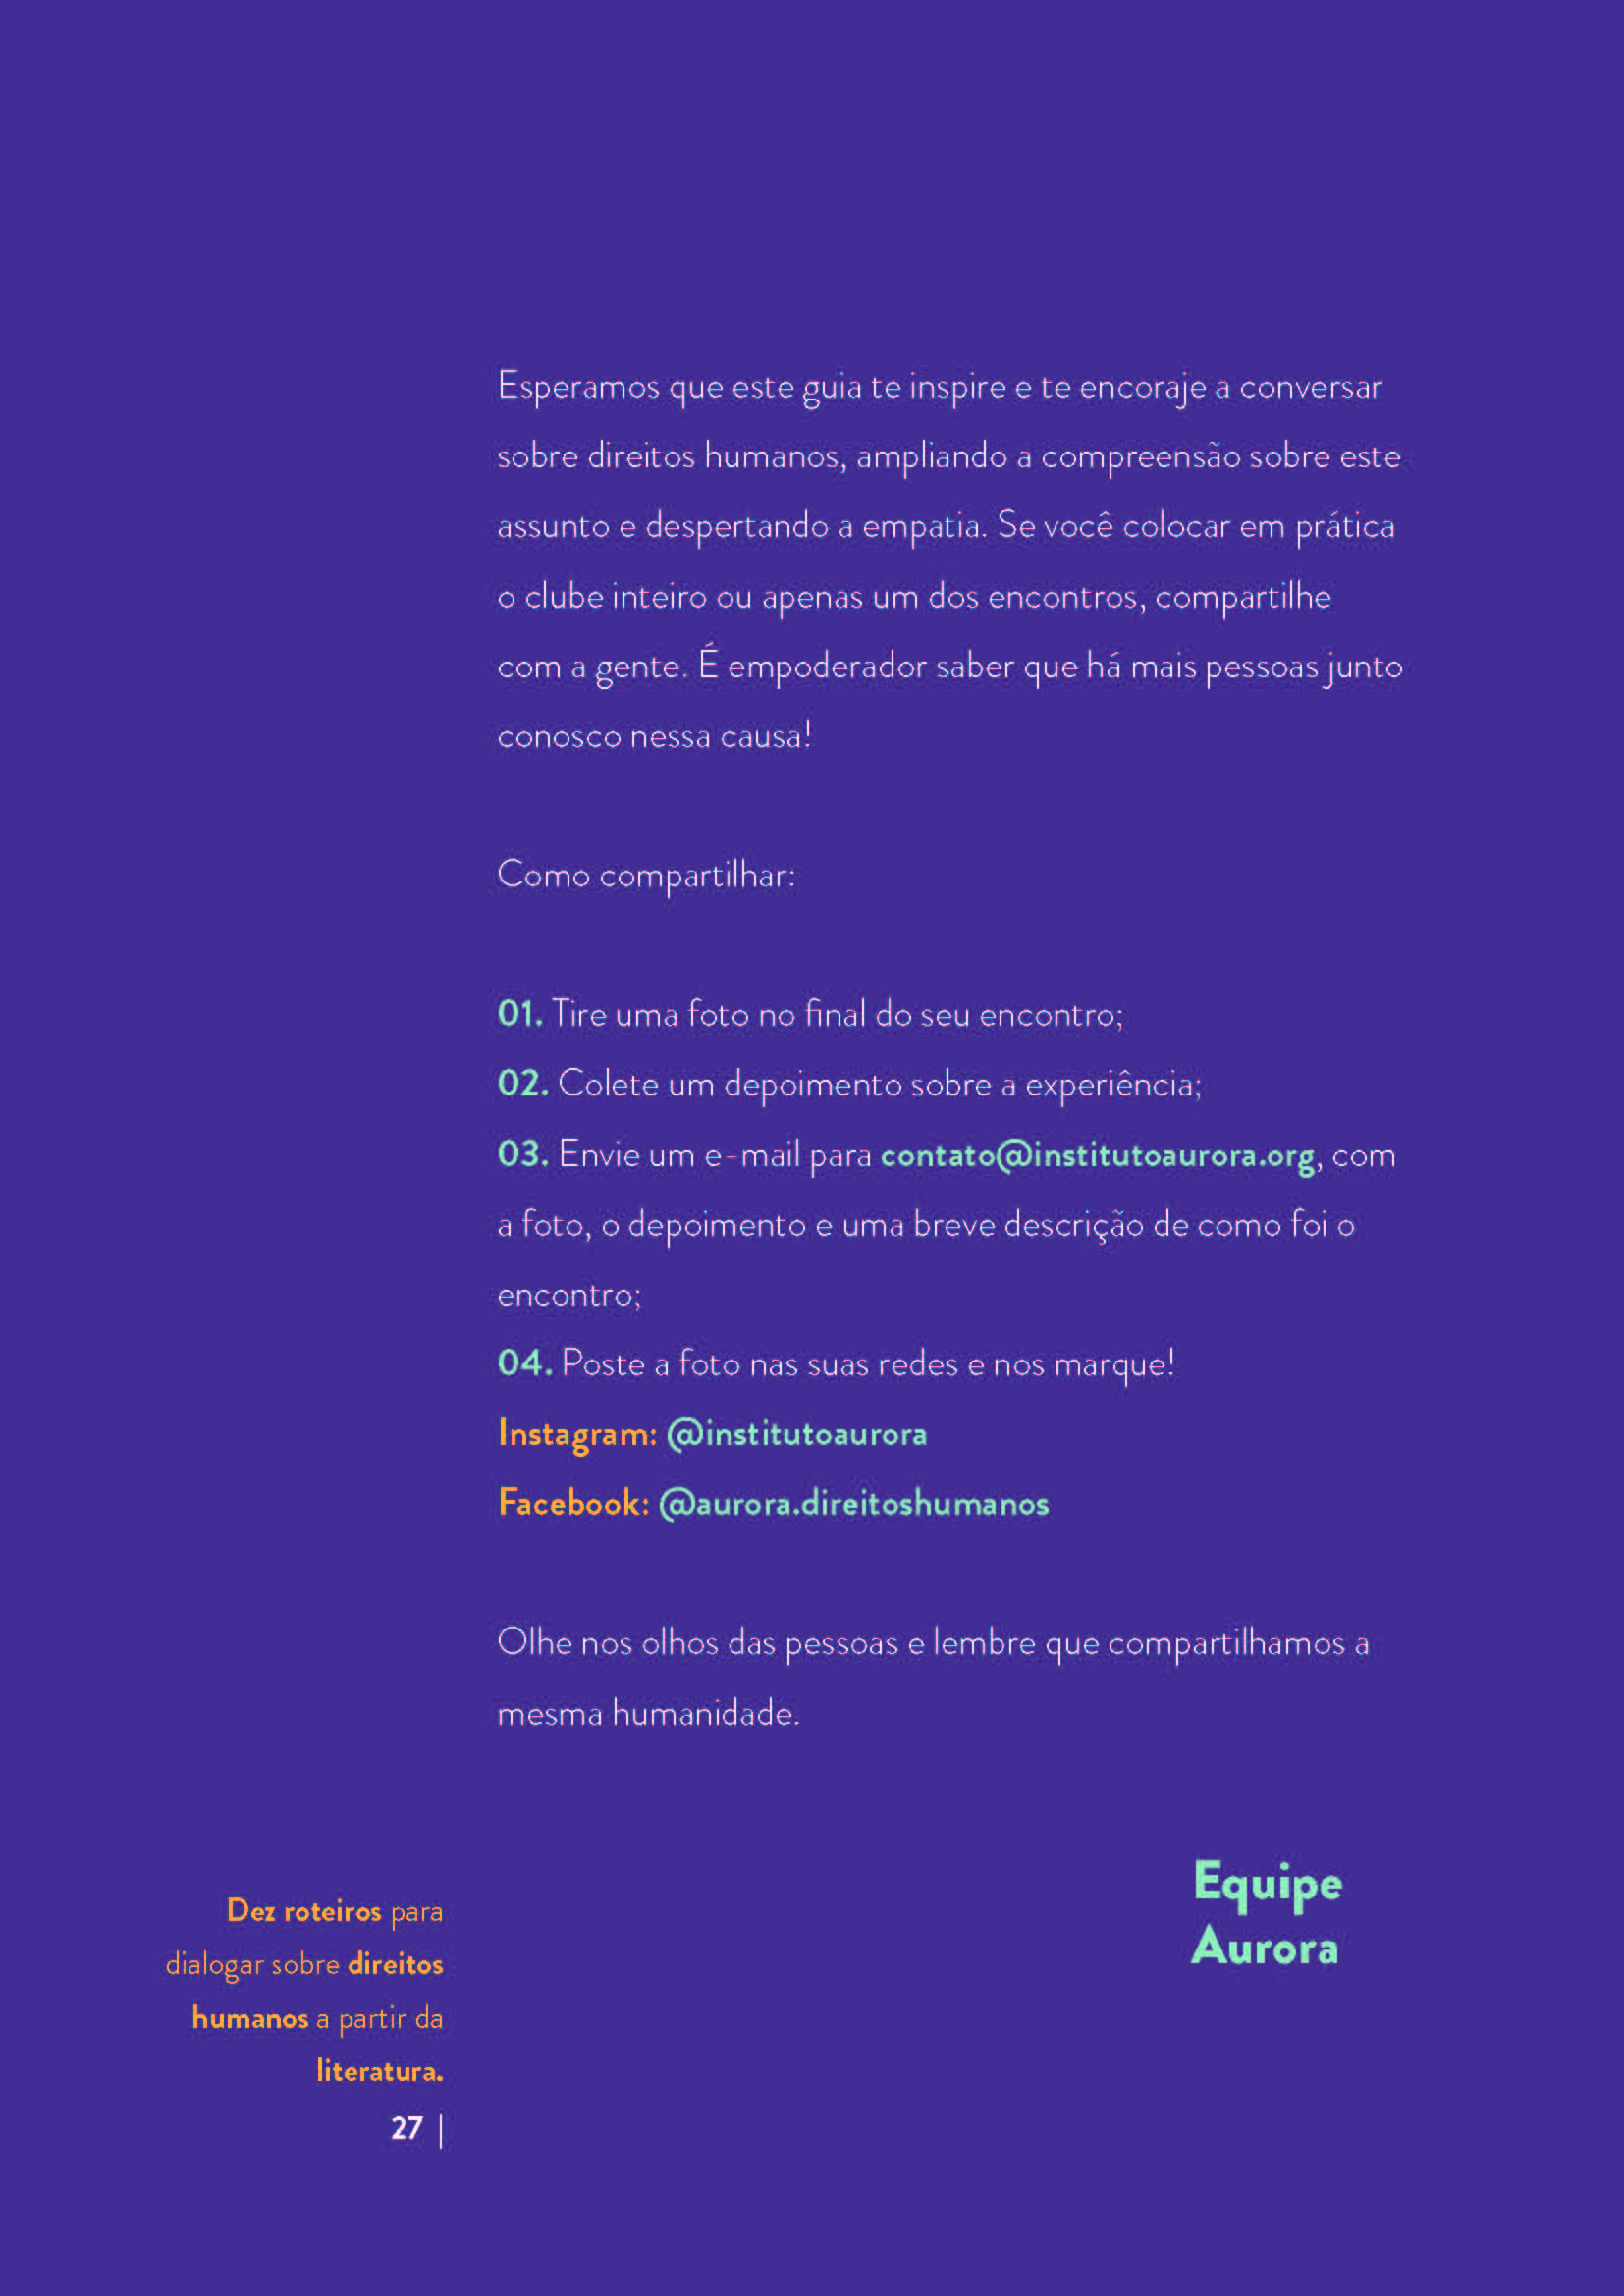 Esperamos que este guia te inspire e te encoraje a conversar
sobre direitos humanos, ampliando a compreensão sobre este
assunto e despertando a empatia. Se você colocar em prática
o clube inteiro ou apenas um dos encontros, compartilhe
com a gente. É empoderador saber que há mais pessoas junto
conosco nessa causa!
Como compartilhar:
01. Tire uma foto no final do seu encontro;
02. Colete um depoimento sobre a experiência;
03. Envie um e-mail para contato@institutoaurora.org, com
a foto, o depoimento e uma breve descrição de como foi o
encontro;
04. Poste a foto nas suas redes e nos marque!
Instagram: @institutoaurora
Facebook: @aurora.direitoshumanos
Olhe nos olhos das pessoas e lembre que compartilhamos a
mesma humanidade.
Equipe
Aurora
Dez roteiros para
dialogar sobre direitos
humanos a partir da
literatura.
27 |